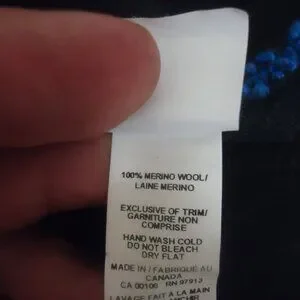 100% MERINO WOOL/
LAINE MERINO
EXCLUSIVE OF TRIM/
GARNITURE NON
COMPRISE
HAND WASH COLD
DO NOT BLEACH
DRY FLAT
MADE IN / FABRIQUE AU
CANADA
CA 00106 RN 97913
LAVAGE FAIT A LA MAIN